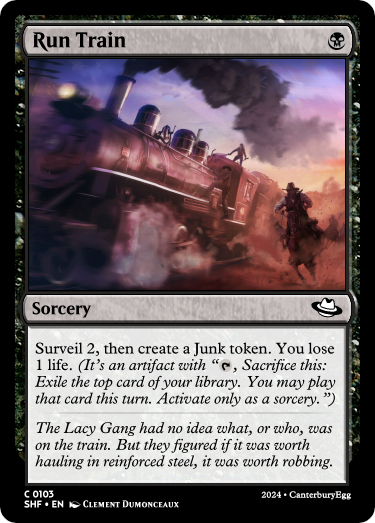 Run Train
Sorcery
Surveil 2, then create a Junk token. You lose
1 life. (It's an artifact with “, Sacrifice this:
Exile the top card of your library. You may play
that card this turn. Activate only as a sorcery.”)
The Lacy Gang had no idea what, or who, was
on the train. But they figured if it was worth
hauling in reinforced steel, it was worth robbing.
C 0103
SHF • EN Clement Dumonceaux
2024 • CanterburyEgg